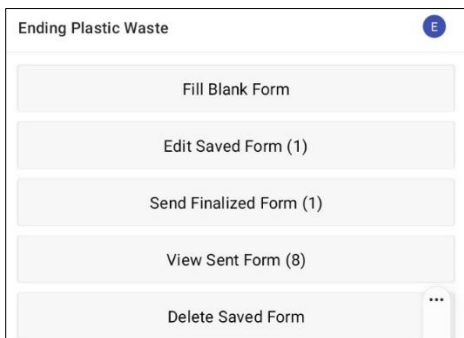 Ending Plastic Waste
E
Fill Blank Form
Edit Saved Form (1)
Send Finalized Form (1)
View Sent Form (8)
Delete Saved Form